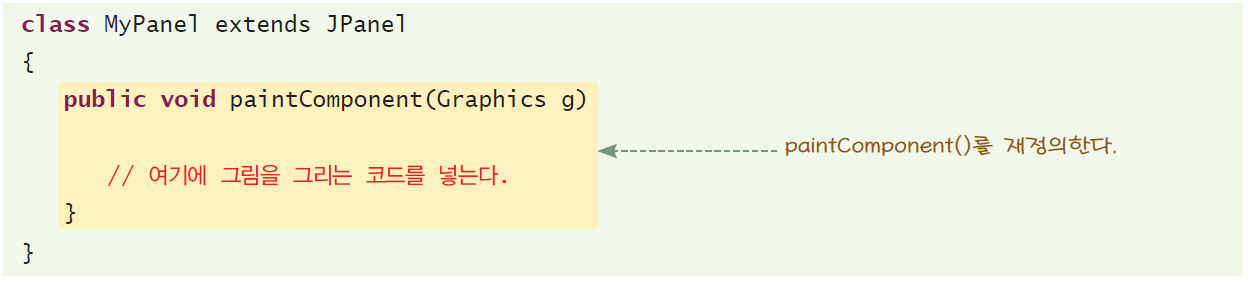 class MyPanel extends JPanel
{
public void paintComponent(Graphics g)
paintComponent()를 재정의한다.
// 여기에 그림을 그리는 코드를 넣는다.
}
}